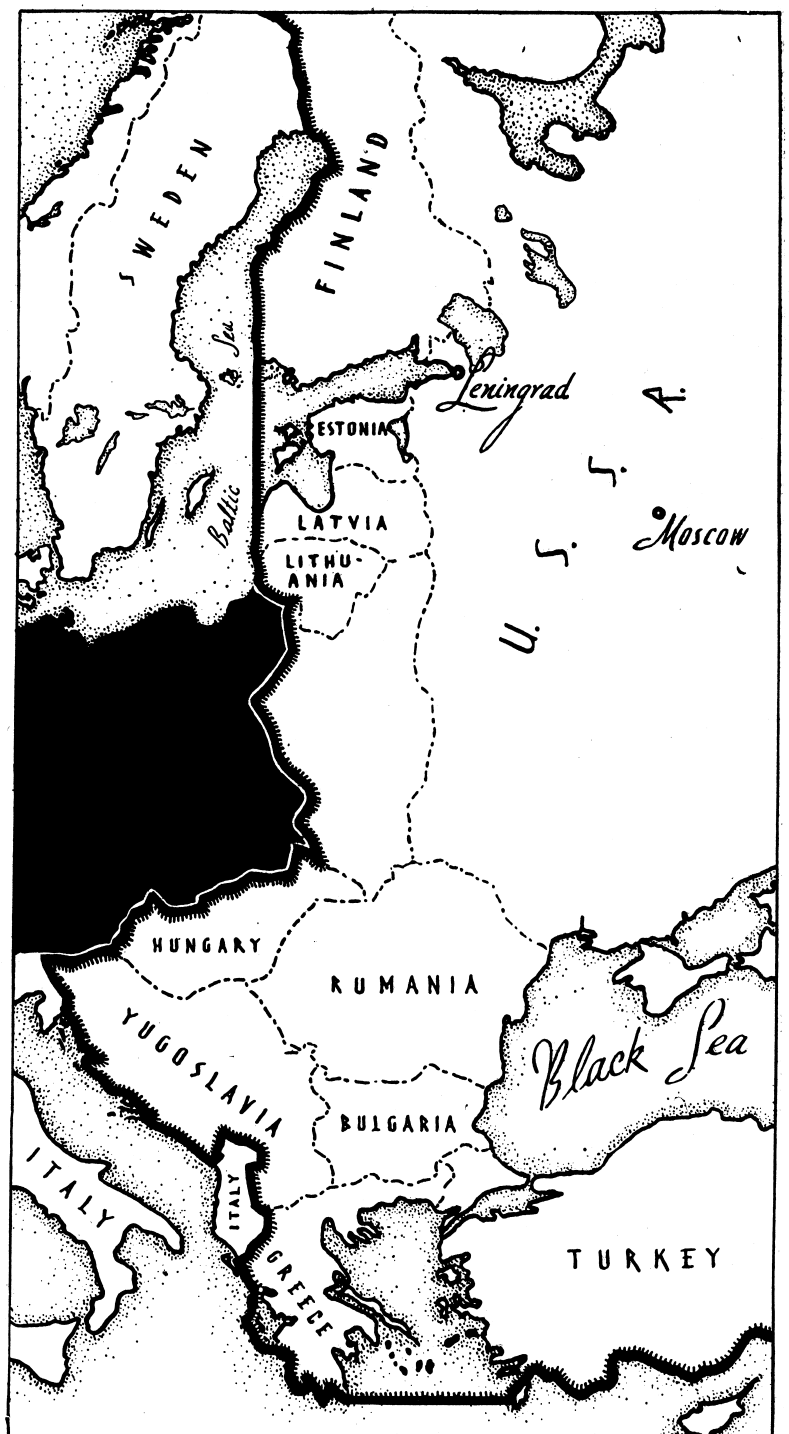 SWEDEN
FINLAND
Baltic Sea
Leningrad
ESTONIA
LATVIA
LITHU-
ANIA
Moscow
U. S. S. R.
HUNGARY
RUMANIA
YUGOSLAVIA
Black Sea
BULGARIA
ITALY
ITALY
GREECE
TURKEY